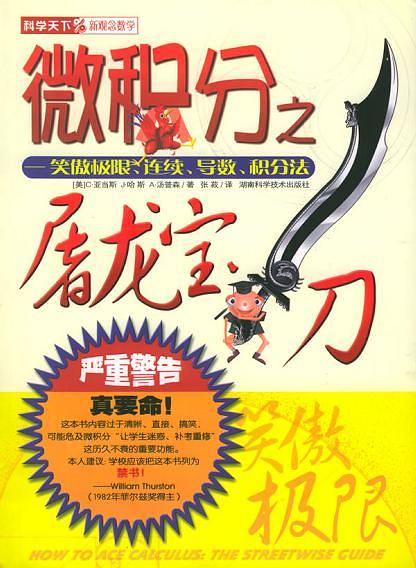 科学天下 新观念数学
微积分之
—笑傲极限、连续、导数、积分法
[美]C·亚当斯 J·哈斯 A·汤普森/著 张菽/译 湖南科学技术出版社
屠龙宝刀
严重警告
真要命!
这本书内容过于清晰、直接、搞笑,
可能危及微积分“让学生迷惑、补考重修”
这历久不衰的重要功能。
本人建议:学校应该把这本书列为
禁书!
——William Thurston
(1982年菲尔兹奖得主)
笑傲
极限
HOW TO ACE CALCULUS: THE STREETWISE GUIDE